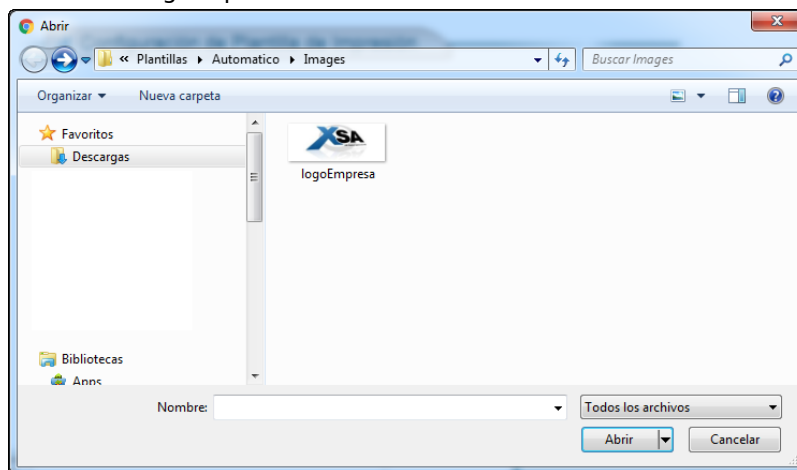 Abrir
« Plantillas Automatico Images
Buscar Images
Organizar
Nueva carpeta
Favoritos
Descargas
XSA
logoEmpresa
Bibliotecas
Apps
Nombre:
Todos los archivos
Abrir
Cancelar